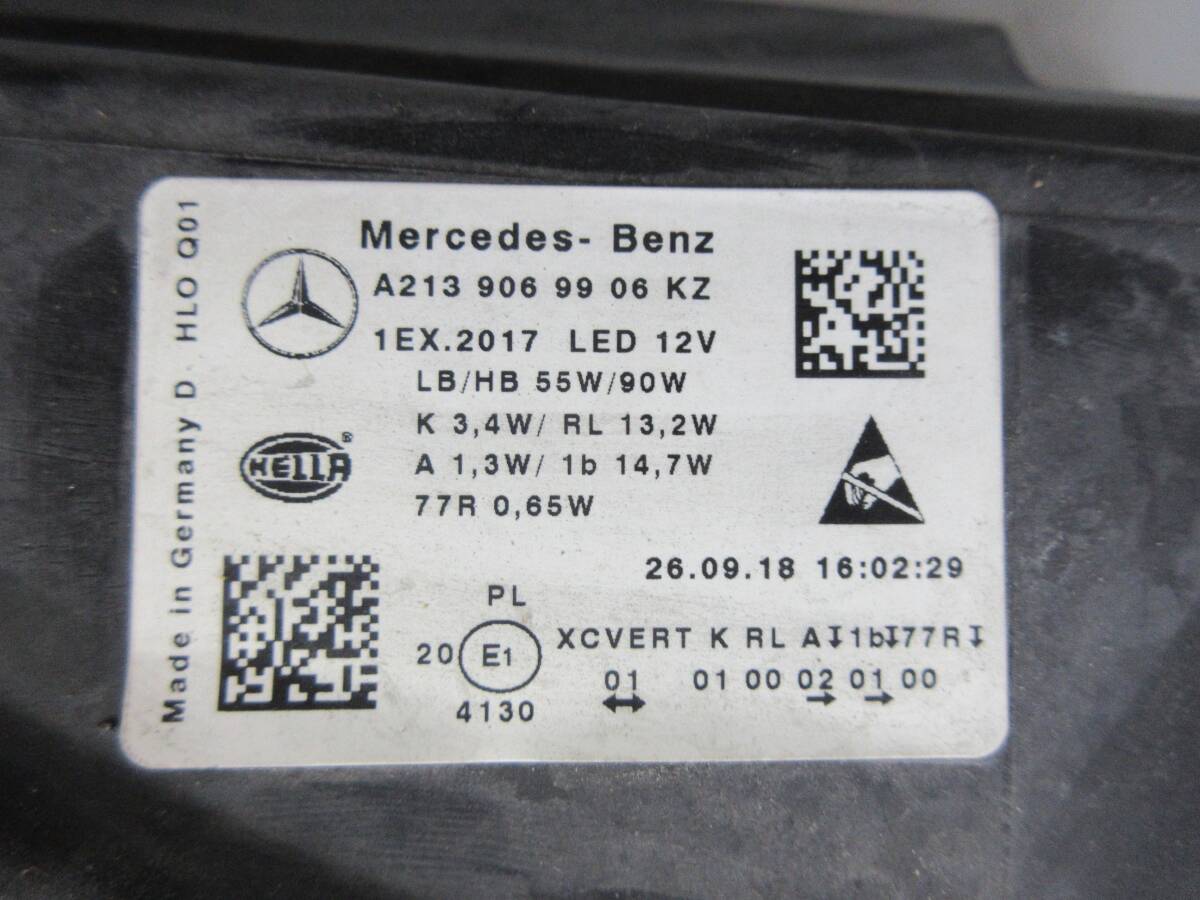 Mercedes- Benz
A213 906 99 06 KZ
1EX.2017 LED 12V
LB/HB 55W/90W
K 3,4W/ RL 13,2W
A 1,3W/ 1b 14,7W
77R 0,65W
HELLA®
26.09.18 16:02:29
PL
20 E1 XCVERT K RL A↧1b↧77R↧
01 01 00 02 01 00
4130
Made in Germany D. HLO Q01